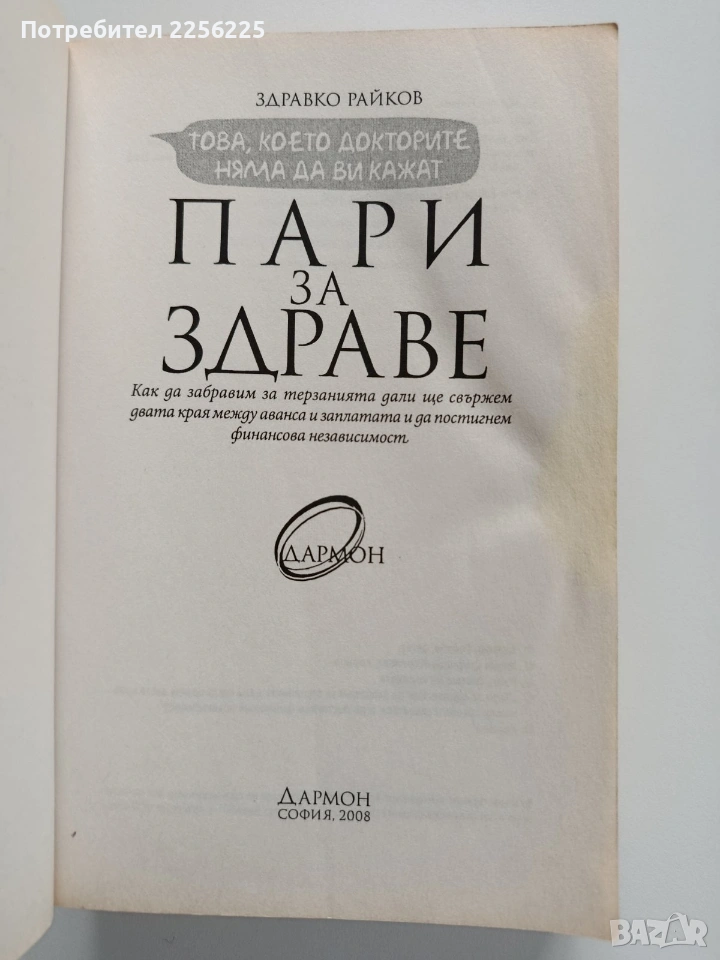 Потребител 2256225
ЗДРАВКО РАЙКОВ
ТОВА, КОЕТО ДОКТОРИТЕ
НЯМА ДА ВИ КАЖАТ
ПАРИ
ЗА
ЗДРАВЕ
Как да забравим за терзанията дали ще свържем
двата края между аванса и заплатата и да постигнем
финансова независимост
ДАРМОН
ДАРМОН
СОФИЯ, 2008
BAZAR